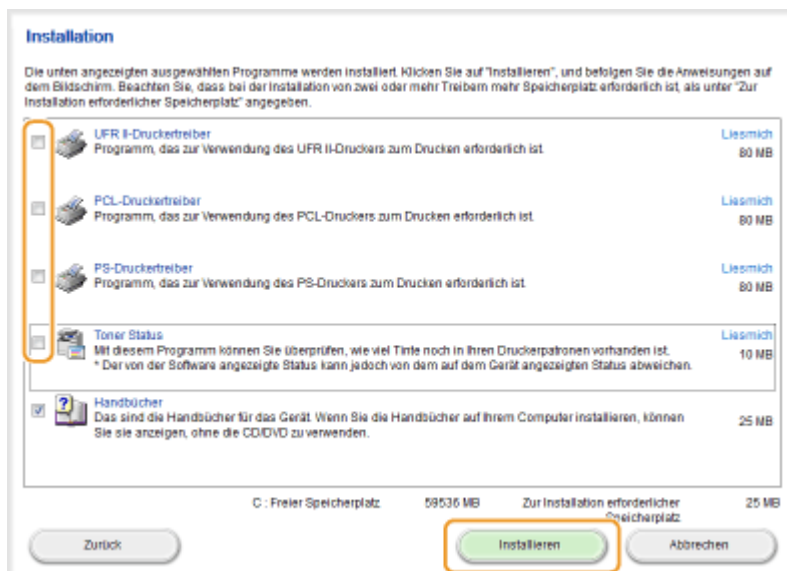 Installation
Die unten angezeigten ausgewählten Programme werden installiert. Klicken Sie auf "Installieren", und befolgen Sie die Anweisungen auf
dem Bildschirm. Beachten Sie, dass bei der Installation von zwei oder mehr Treibern mehr Speicherplatz erforderlich ist, als unter "Zur
Installation erforderlicher Speicherplatz" angegeben.
UFR II-Druckertreiber Liesmich
Programm, das zur Verwendung des UFR II-Druckers zum Drucken erforderlich ist. 80 MB
PCL-Druckertreiber Liesmich
Programm, das zur Verwendung des PCL-Druckers zum Drucken erforderlich ist. 80 MB
PS-Druckertreiber Liesmich
Programm, das zur Verwendung des PS-Druckers zum Drucken erforderlich ist. 80 MB
Toner Status Liesmich
Mit diesem Programm können Sie überprüfen, wie viel Tinte noch in Ihren Druckerpatronen vorhanden ist. 10 MB
* Der von der Software angezeigte Status kann jedoch von dem auf dem Gerät angezeigten Status abweichen.
Handbücher
Das sind die Handbücher für das Gerät. Wenn Sie die Handbücher auf Ihrem Computer installieren, können 25 MB
Sie sie anzeigen, ohne die CD/DVD zu verwenden.
C : Freier Speicherplatz 59536 MB Zur Installation erforderlicher 25 MB
Speicherplatz
Zurück Installieren Abbrechen